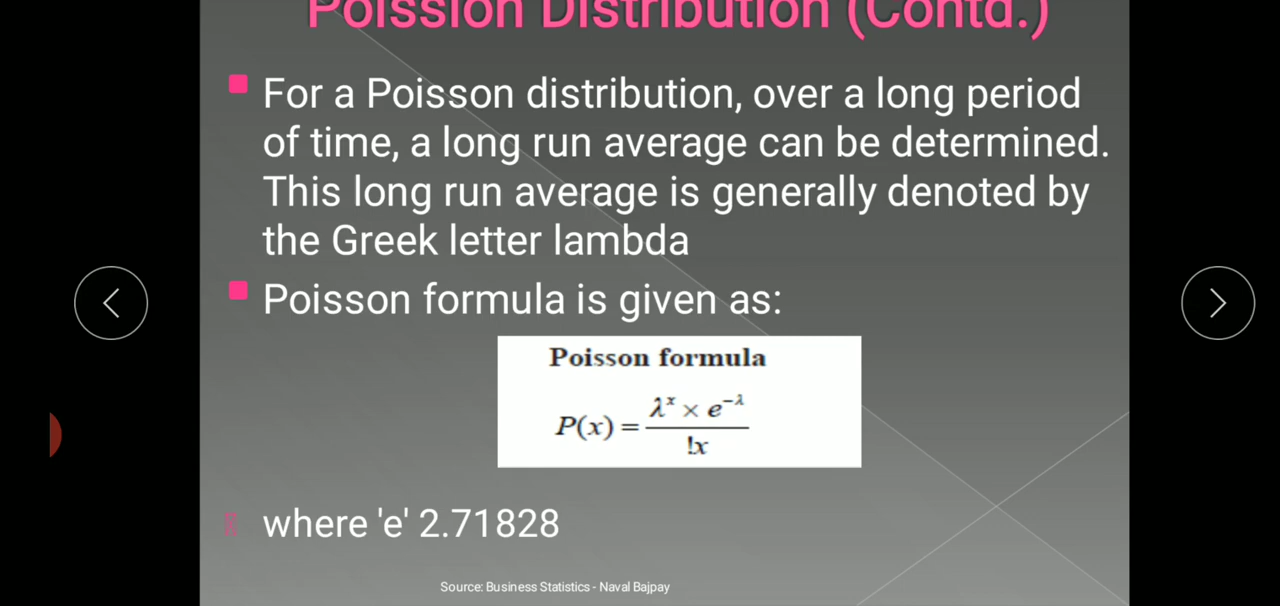 Poission Distribution (Contd.)
For a Poisson distribution, over a long period
of time, a long run average can be determined.
This long run average is generally denoted by
the Greek letter lambda
Poisson formula is given as:
Poisson formula
P(x) = λˣ × e⁻λ / !x
where 'e' 2.71828
Source: Business Statistics - Naval Bajpay